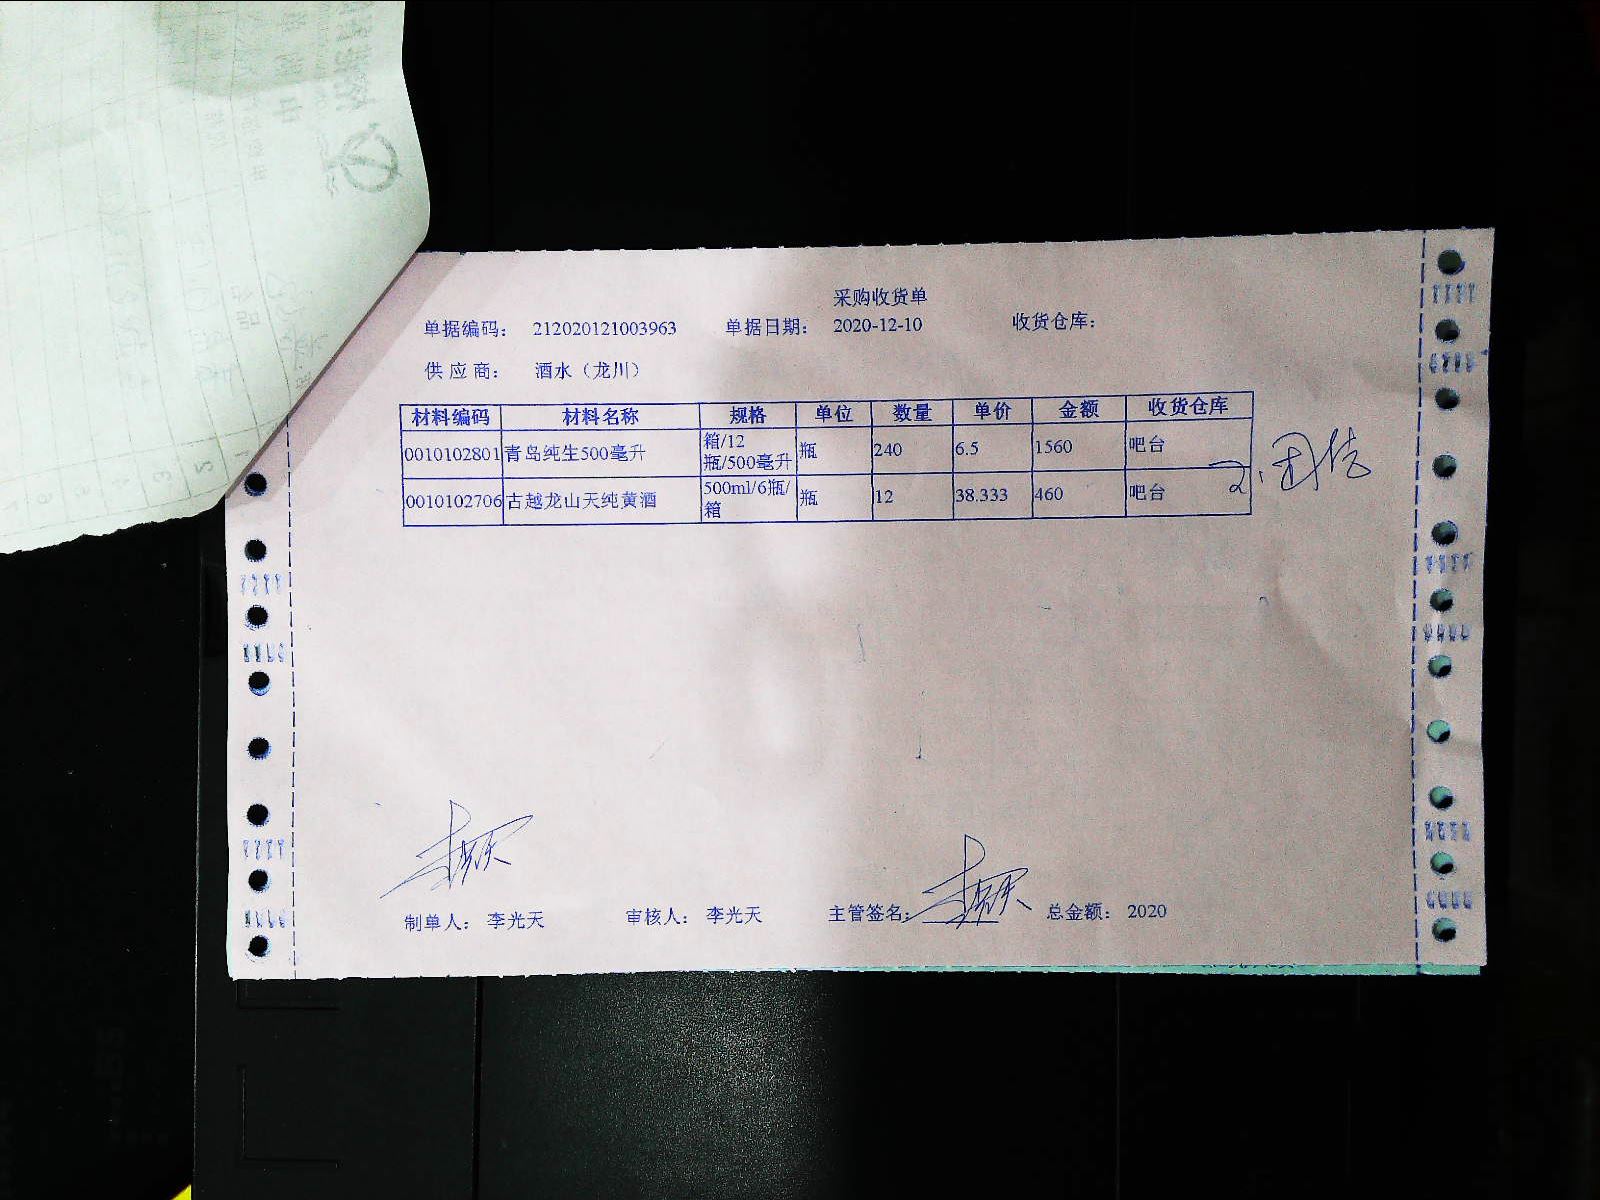 采购收货单
单据编码： 212020121003963 单据日期： 2020-12-10 收货仓库：
供应商： 酒水（龙川）
材料编码 材料名称 规格 单位 数量 单价 金额 收货仓库
0010102801 青岛纯生500毫升 箱/12瓶/500毫升 瓶 240 6.5 1560 吧台
0010102706 古越龙山天纯黄酒 500ml/6瓶/箱 瓶 12 38.333 460 吧台
制单人： 李光天 审核人： 李光天 主管签名： 总金额： 2020